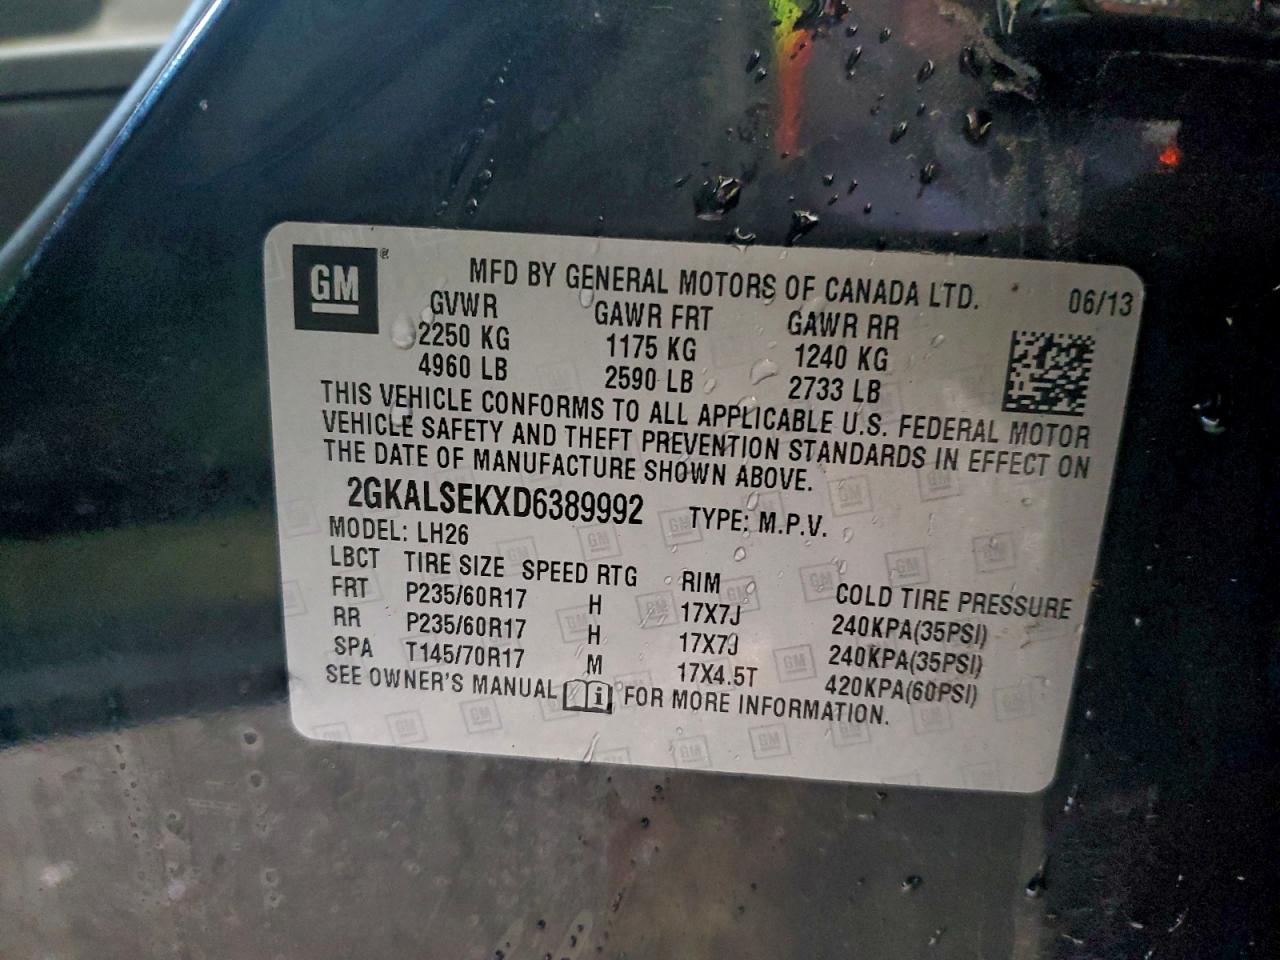 GM®
MFD BY GENERAL MOTORS OF CANADA LTD.
06/13
GVWR GAWR FRT GAWR RR
2250 KG 1175 KG 1240 KG
4960 LB 2590 LB 2733 LB
THIS VEHICLE CONFORMS TO ALL APPLICABLE U.S. FEDERAL MOTOR
VEHICLE SAFETY AND THEFT PREVENTION STANDARDS IN EFFECT ON
THE DATE OF MANUFACTURE SHOWN ABOVE.
2GKALSEKXD6389992 TYPE: M.P.V.
MODEL: LH26
LBCT TIRE SIZE SPEED RTG RIM COLD TIRE PRESSURE
FRT P235/60R17 H 17X7J 240KPA(35PSI)
RR P235/60R17 H 17X7J 240KPA(35PSI)
SPA T145/70R17 M 17X4.5T 420KPA(60PSI)
SEE OWNER'S MANUAL FOR MORE INFORMATION.